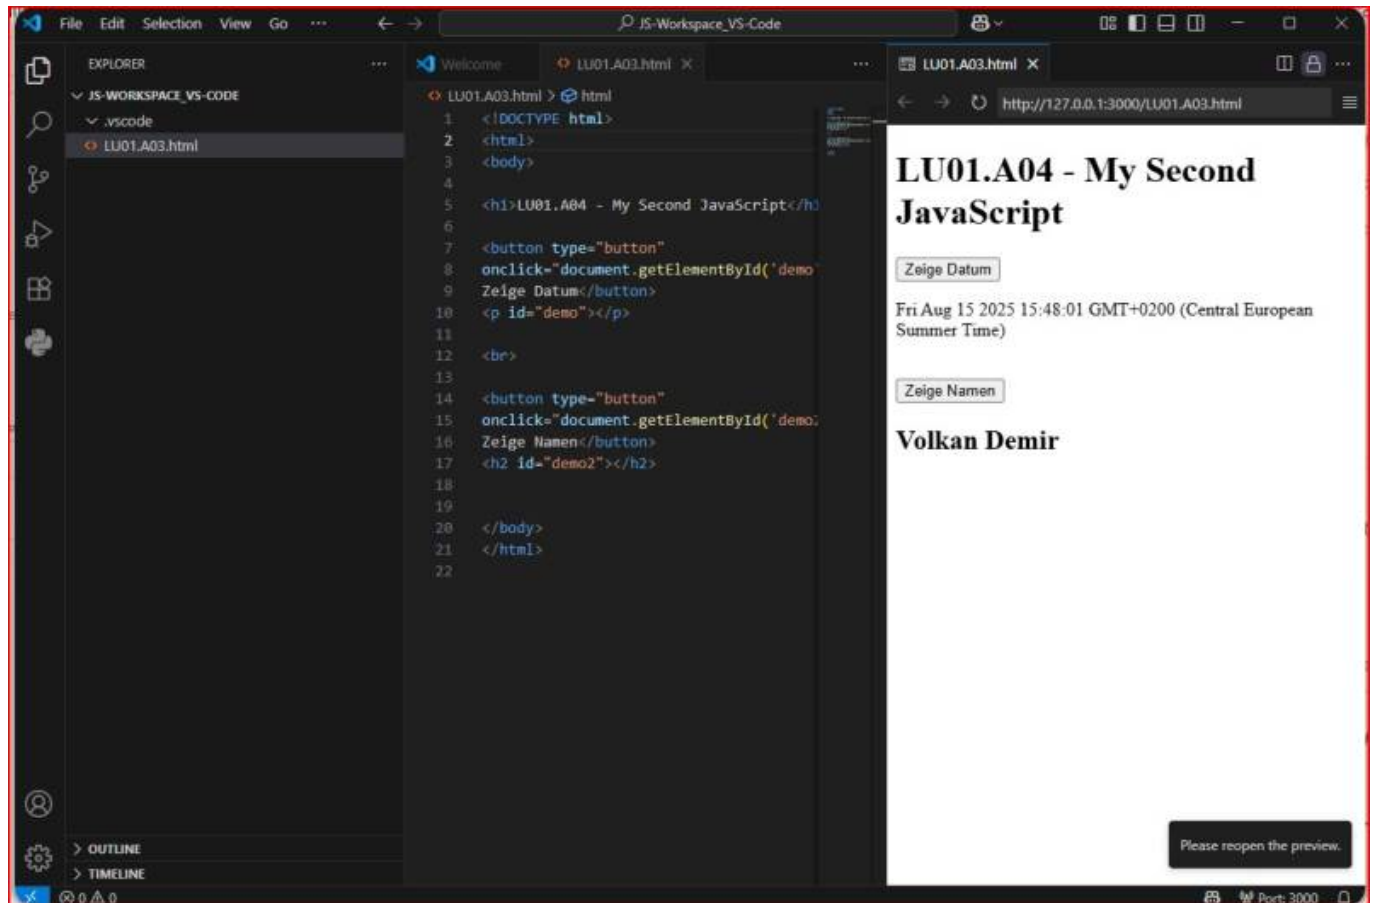 File Edit Selection View Go ··· JS-Workspace_VS-Code
EXPLORER ···
JS-WORKSPACE_VS-CODE
.vscode
LU01.A03.html
OUTLINE
TIMELINE
Welcome LU01.A03.html ···
LU01.A03.html > html
1 <!DOCTYPE html>
2 <html>
3 <body>
4
5 <h1>LU01.A04 - My Second JavaScript</h1
6
7 <button type="button"
8 onclick="document.getElementById('demo'
9 Zeige Datum</button>
10 <p id="demo"></p>
11
12 <br>
13
14 <button type="button"
15 onclick="document.getElementById('demo2
16 Zeige Namen</button>
17 <h2 id="demo2"></h2>
18
19
20 </body>
21 </html>
22
LU01.A03.html ···
http://127.0.0.1:3000/LU01.A03.html
LU01.A04 - My Second
JavaScript
Zeige Datum
Fri Aug 15 2025 15:48:01 GMT+0200 (Central European
Summer Time)
Zeige Namen
Volkan Demir
Please reopen the preview.
0 0
Port: 3000